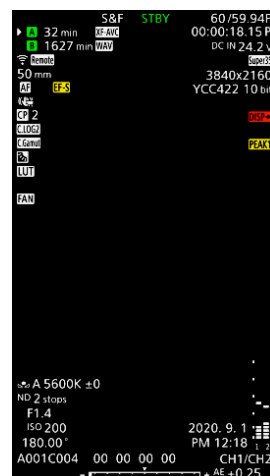 S&F STBY 60/59.94P
A 32 min XF-AVC 00:00:18.15 P
B 1627 min WAV DC IN 24.2 V
Remote Super35
50 mm 3840x2160
AF EF-S YCC422 10 bit
CP 2
C.LOG2 DISP+
C.Gamut
LUT PEAK1
FAN
A 5600K ±0
ND 2 stops
F1.4
ISO 200 2020. 9. 1
180.00° PM 12:18 1 2
A001C004 00 00 00 00 CH1/CH2
AE +0.25